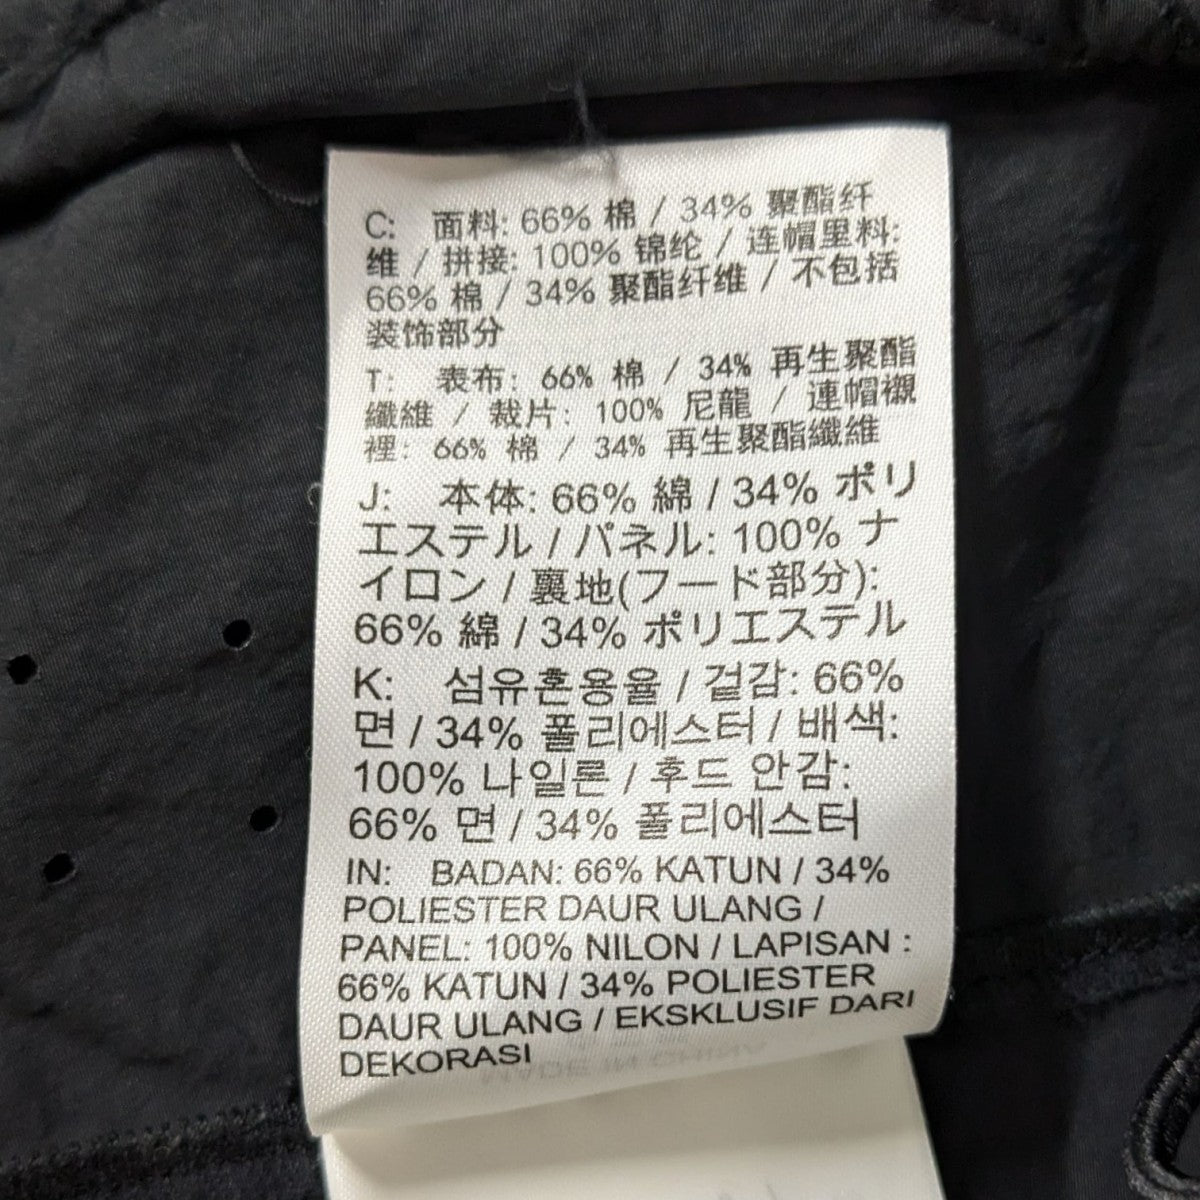 C: 面料: 66% 棉 / 34% 聚酯纤
维 / 拼接: 100% 锦纶 / 连帽里料:
66% 棉 / 34% 聚酯纤维 / 不包括
装饰部分
T: 表布: 66% 棉 / 34% 再生聚酯
纖維 / 裁片: 100% 尼龍 / 連帽襯
裡: 66% 棉 / 34% 再生聚酯纖維
J: 本体: 66% 綿 / 34% ポリ
エステル / パネル: 100% ナ
イロン / 裏地(フード部分):
66% 綿 / 34% ポリエステル
K: 섬유혼용율 / 겉감: 66%
면 / 34% 폴리에스터 / 배색:
100% 나일론 / 후드 안감:
66% 면 / 34% 폴리에스터
IN: BADAN: 66% KATUN / 34%
POLIESTER DAUR ULANG /
PANEL: 100% NILON / LAPISAN :
66% KATUN / 34% POLIESTER
DAUR ULANG / EKSKLUSIF DARI
DEKORASI
MADE IN CHINA